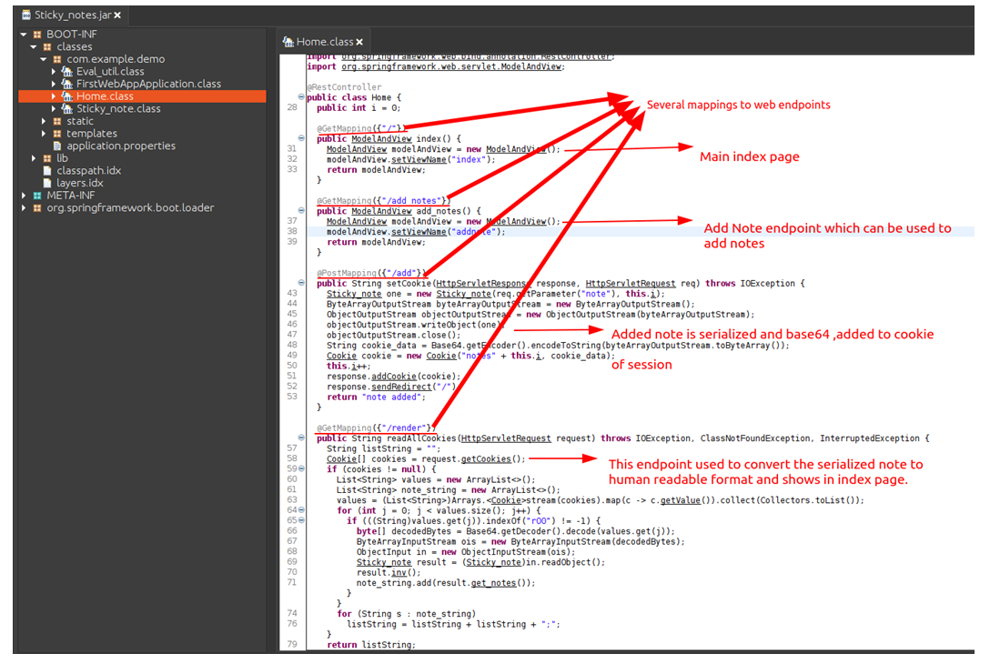 Sticky_notes.jar
BOOT-INF
classes
com.example.demo
Eval_util.class
FirstWebAppApplication.class
Home.class
Sticky_note.class
static
templates
application.properties
lib
classpath.idx
layers.idx
META-INF
org.springframework.boot.loader
Home.class
import org.springframework.web.bind.annotation.RestController;
import org.springframework.web.servlet.ModelAndView;
@RestController
public class Home {
28 public int i = 0;
@GetMapping({"/"})
public ModelAndView index() {
31 ModelAndView modelAndView = new ModelAndView();
32 modelAndView.setViewName("index");
33 return modelAndView;
}
@GetMapping({"/add_notes"})
public ModelAndView add_notes() {
37 ModelAndView modelAndView = new ModelAndView();
38 modelAndView.setViewName("addnote");
39 return modelAndView;
}
@PostMapping({"/add"})
public String setCookie(HttpServletResponse response, HttpServletRequest req) throws IOException {
43 Sticky_note one = new Sticky_note(req.getParameter("note"), this.i);
44 ByteArrayOutputStream byteArrayOutputStream = new ByteArrayOutputStream();
45 ObjectOutputStream objectOutputStream = new ObjectOutputStream(byteArrayOutputStream);
46 objectOutputStream.writeObject(one);
47 objectOutputStream.close();
48 String cookie_data = Base64.getEncoder().encodeToString(byteArrayOutputStream.toByteArray());
49 Cookie cookie = new Cookie("notes" + this.i, cookie_data);
50 this.i++;
51 response.addCookie(cookie);
52 response.sendRedirect("/")
53 return "note added";
}
@GetMapping({"/render"})
public String readAllCookies(HttpServletRequest request) throws IOException, ClassNotFoundException, InterruptedException {
57 String listString = "";
58 Cookie[] cookies = request.getCookies();
59 if (cookies != null) {
60 List<String> values = new ArrayList<>();
61 List<String> note_string = new ArrayList<>();
63 values = (List<String>)Arrays.<Cookie>stream(cookies).map(c -> c.getValue()).collect(Collectors.toList());
64 for (int j = 0; j < values.size(); j++) {
65 if (((String)values.get(j)).indexOf("rO0") != -1) {
66 byte[] decodedBytes = Base64.getDecoder().decode(values.get(j));
67 ByteArrayInputStream ois = new ByteArrayInputStream(decodedBytes);
68 ObjectInput in = new ObjectInputStream(ois);
69 Sticky_note result = (Sticky_note)in.readObject();
70 result.inv();
71 note_string.add(result.get_notes());
}
}
74 for (String s : note_string)
76 listString = listString + listString + ";";
}
79 return listString;
Several mappings to web endpoints
Main index page
Add Note endpoint which can be used to
add notes
Added note is serialized and base64 ,added to cookie
of session
This endpoint used to convert the serialized note to
human readable format and shows in index page.